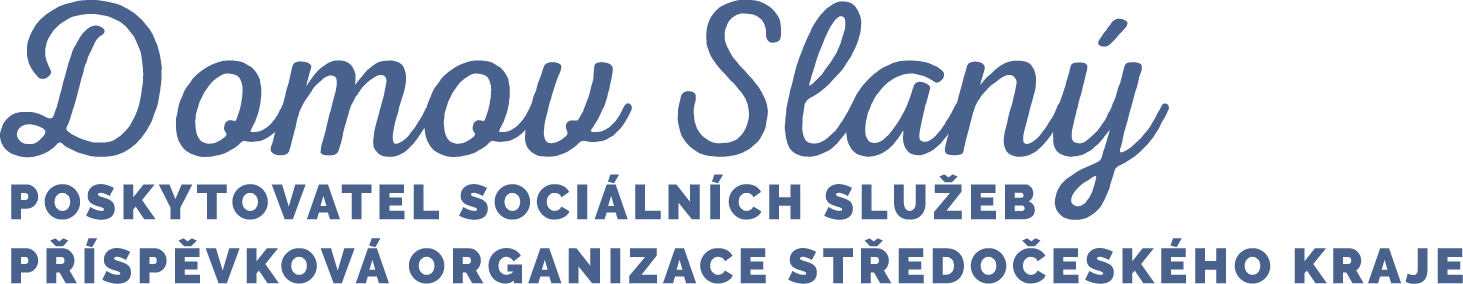 Domov Slaný
POSKYTOVATEL SOCIÁLNÍCH SLUŽEB
PŘÍSPĚVKOVÁ ORGANIZACE STŘEDOČESKÉHO KRAJE